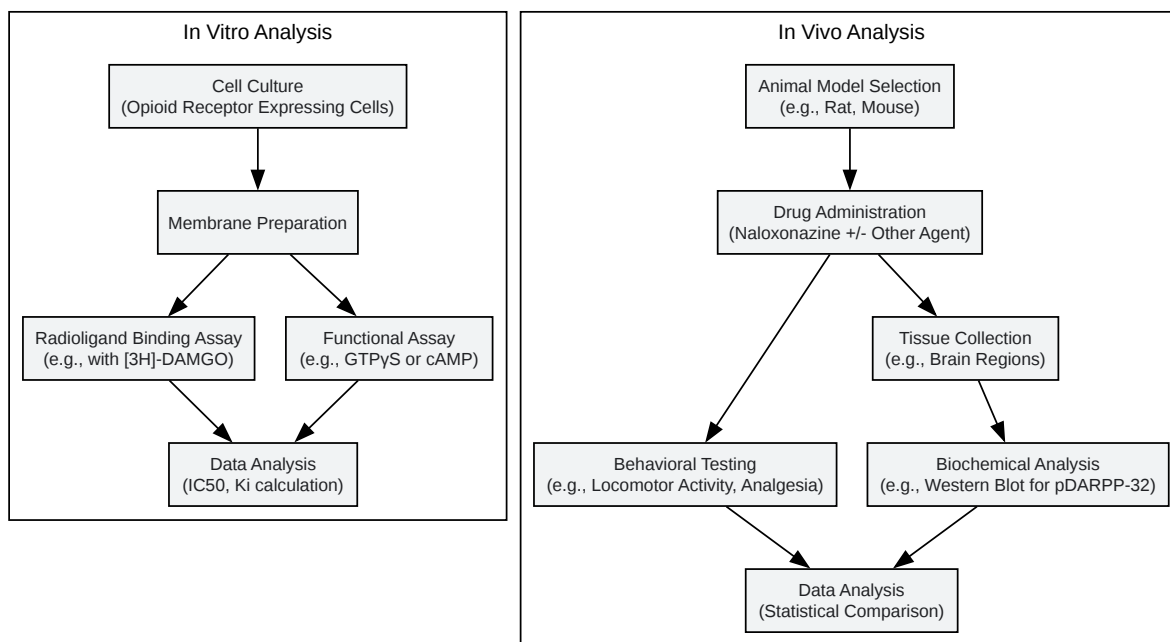 In Vitro Analysis
Cell Culture
(Opioid Receptor Expressing Cells)
Membrane Preparation
Radioligand Binding Assay
(e.g., with [3H]-DAMGO)
Functional Assay
(e.g., GTPγS or cAMP)
Data Analysis
(IC50, Ki calculation)
In Vivo Analysis
Animal Model Selection
(e.g., Rat, Mouse)
Drug Administration
(Naloxonazine +/- Other Agent)
Tissue Collection
(e.g., Brain Regions)
Behavioral Testing
(e.g., Locomotor Activity, Analgesia)
Biochemical Analysis
(e.g., Western Blot for pDARPP-32)
Data Analysis
(Statistical Comparison)